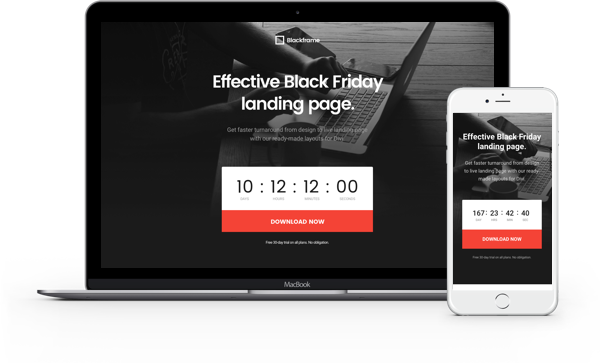 Blackframe
Effective Black Friday
landing page.
Get faster turnaround from design to live landing page
with our ready-made layouts for Divi
10 : 12 : 12 : 00
DAYS HOURS MINUTES SECONDS
DOWNLOAD NOW
Free 30-day trial on all plans. No obligation.
MacBook
Effective Black Friday
landing page.
Get faster turnaround from design
to live landing page with our ready-
made layouts for Divi
167 : 23 : 42 : 40
DOWNLOAD NOW
Free 30-day trial on all plans. No obligation.